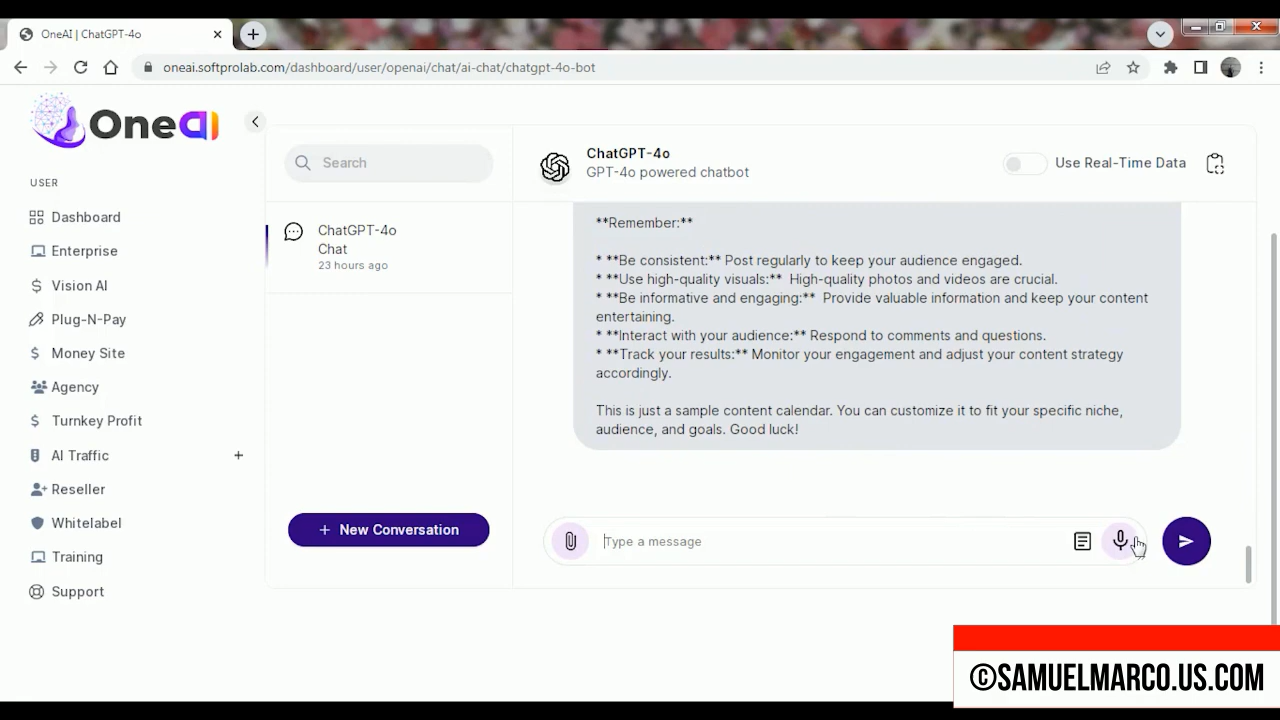 OneAI | ChatGPT-4o
oneai.softprolab.com/dashboard/user/openai/chat/ai-chat/chatgpt-4o-bot
OneaI
USER
Dashboard
Enterprise
Vision AI
Plug-N-Pay
Money Site
Agency
Turnkey Profit
AI Traffic
Reseller
Whitelabel
Training
Support
Search
ChatGPT-4o
Chat
23 hours ago
New Conversation
ChatGPT-4o
GPT-4o powered chatbot
Use Real-Time Data
**Remember:**
* **Be consistent:** Post regularly to keep your audience engaged.
* **Use high-quality visuals:**  High-quality photos and videos are crucial.
* **Be informative and engaging:**  Provide valuable information and keep your content
entertaining.
* **Interact with your audience:** Respond to comments and questions.
* **Track your results:** Monitor your engagement and adjust your content strategy
accordingly.
This is just a sample content calendar. You can customize it to fit your specific niche,
audience, and goals. Good luck!
Type a message
©SAMUELMARCO.US.COM